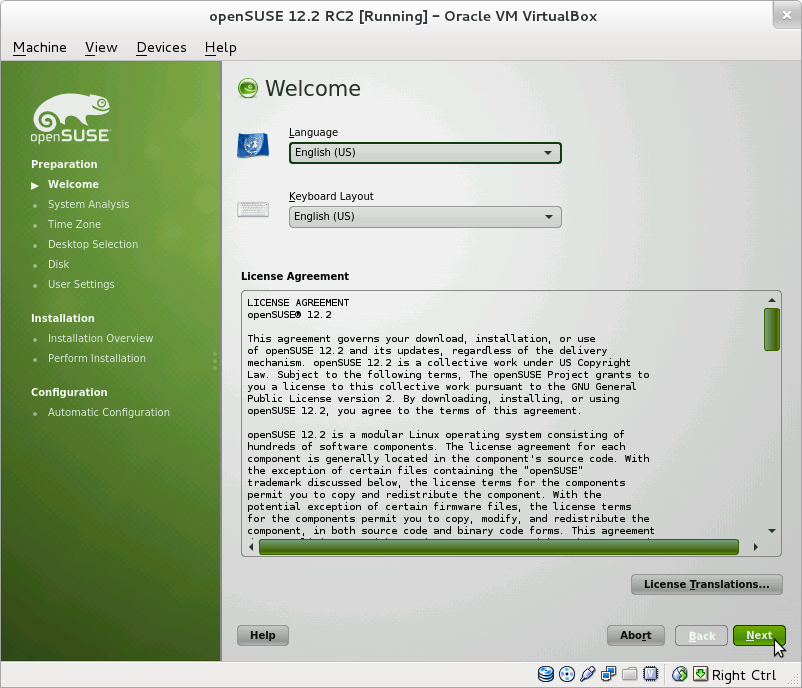 openSUSE 12.2 RC2 [Running] – Oracle VM VirtualBox
Machine View Devices Help
openSUSE
Preparation
Welcome
System Analysis
Time Zone
Desktop Selection
Disk
User Settings
Installation
Installation Overview
Perform Installation
Configuration
Automatic Configuration
Welcome
Language
English (US)
Keyboard Layout
English (US)
License Agreement
LICENSE AGREEMENT
openSUSE® 12.2
This agreement governs your download, installation, or use
of openSUSE 12.2 and its updates, regardless of the delivery
mechanism. openSUSE 12.2 is a collective work under US Copyright
Law. Subject to the following terms, The openSUSE Project grants to
you a license to this collective work pursuant to the GNU General
Public License version 2. By downloading, installing, or using
openSUSE 12.2, you agree to the terms of this agreement.
openSUSE 12.2 is a modular Linux operating system consisting of
hundreds of software components. The license agreement for each
component is generally located in the component's source code. With
the exception of certain files containing the "openSUSE"
trademark discussed below, the license terms for the components
permit you to copy and redistribute the component. With the
potential exception of certain firmware files, the license terms
for the components permit you to copy, modify, and redistribute the
component, in both source code and binary code forms. This agreement
License Translations...
Help
Abort
Back
Next
Right Ctrl